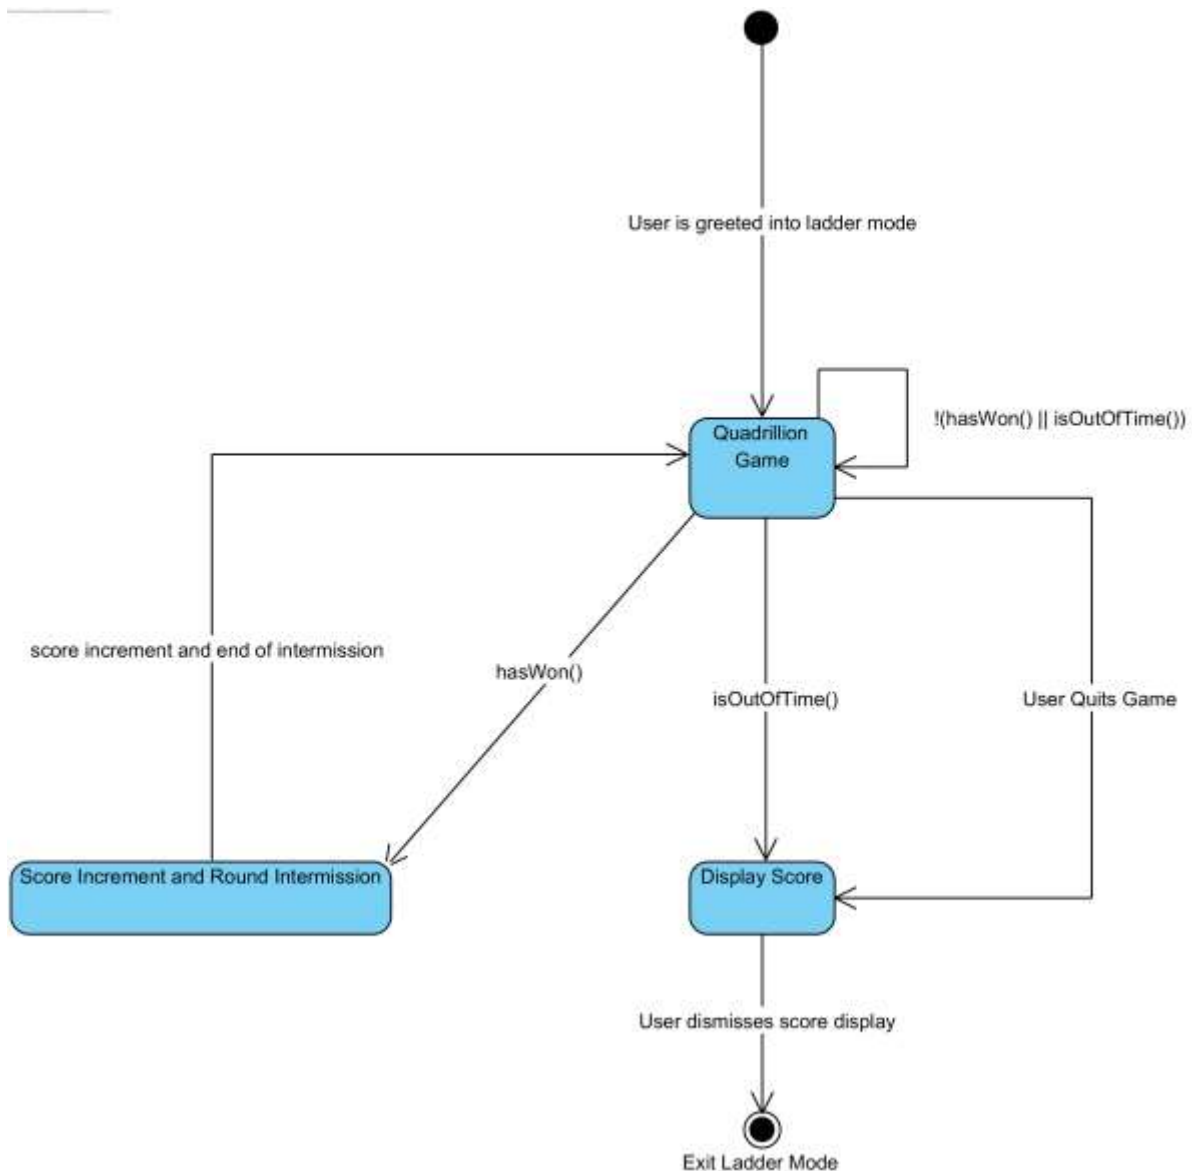 User is greeted into ladder mode
!(hasWon() || isOutOfTime())
Quadrillion
Game
score increment and end of intermission
hasWon()
isOutOfTime()
User Quits Game
Score Increment and Round Intermission
Display Score
User dismisses score display
Exit Ladder Mode